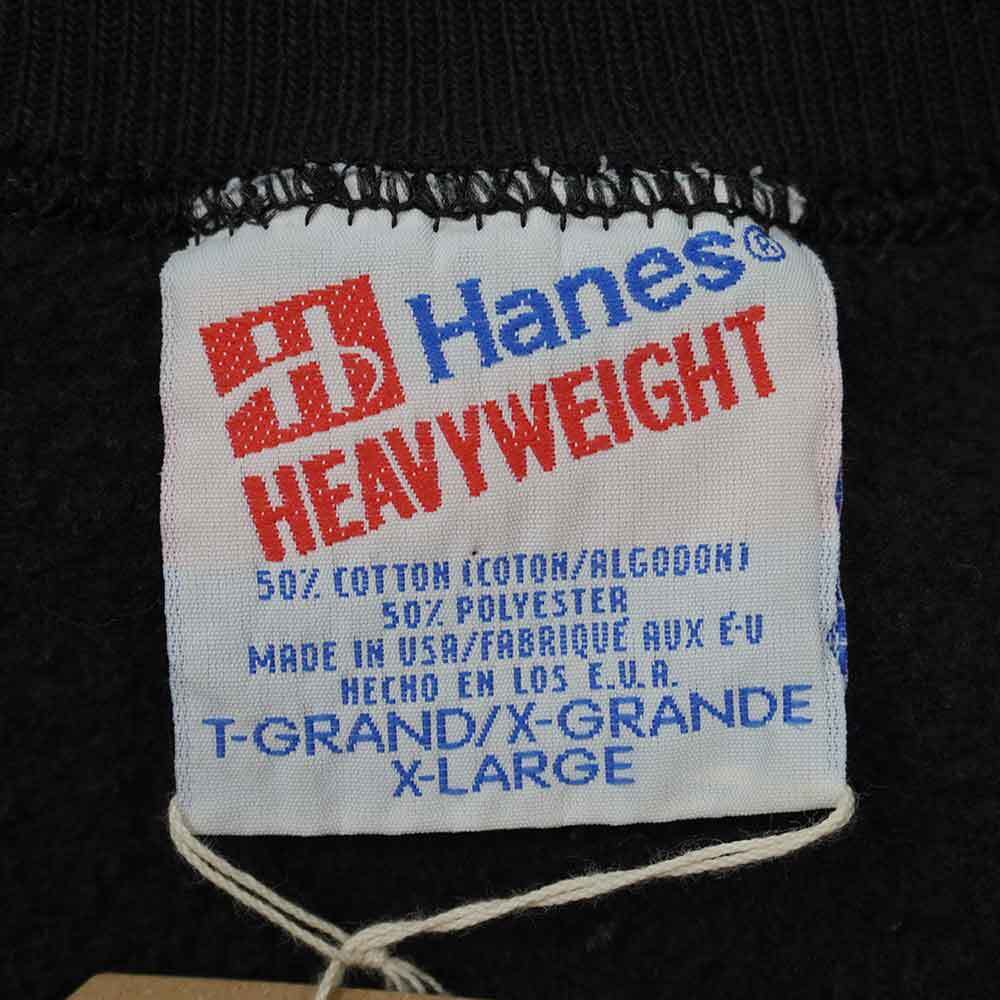 Hanes®
HEAVYWEIGHT
50% COTTON (COTON/ALGODON)
50% POLYESTER
MADE IN USA/FABRIQUÉ AUX É-U
HECHO EN LOS E.U.A.
T-GRAND/X-GRANDE
X-LARGE